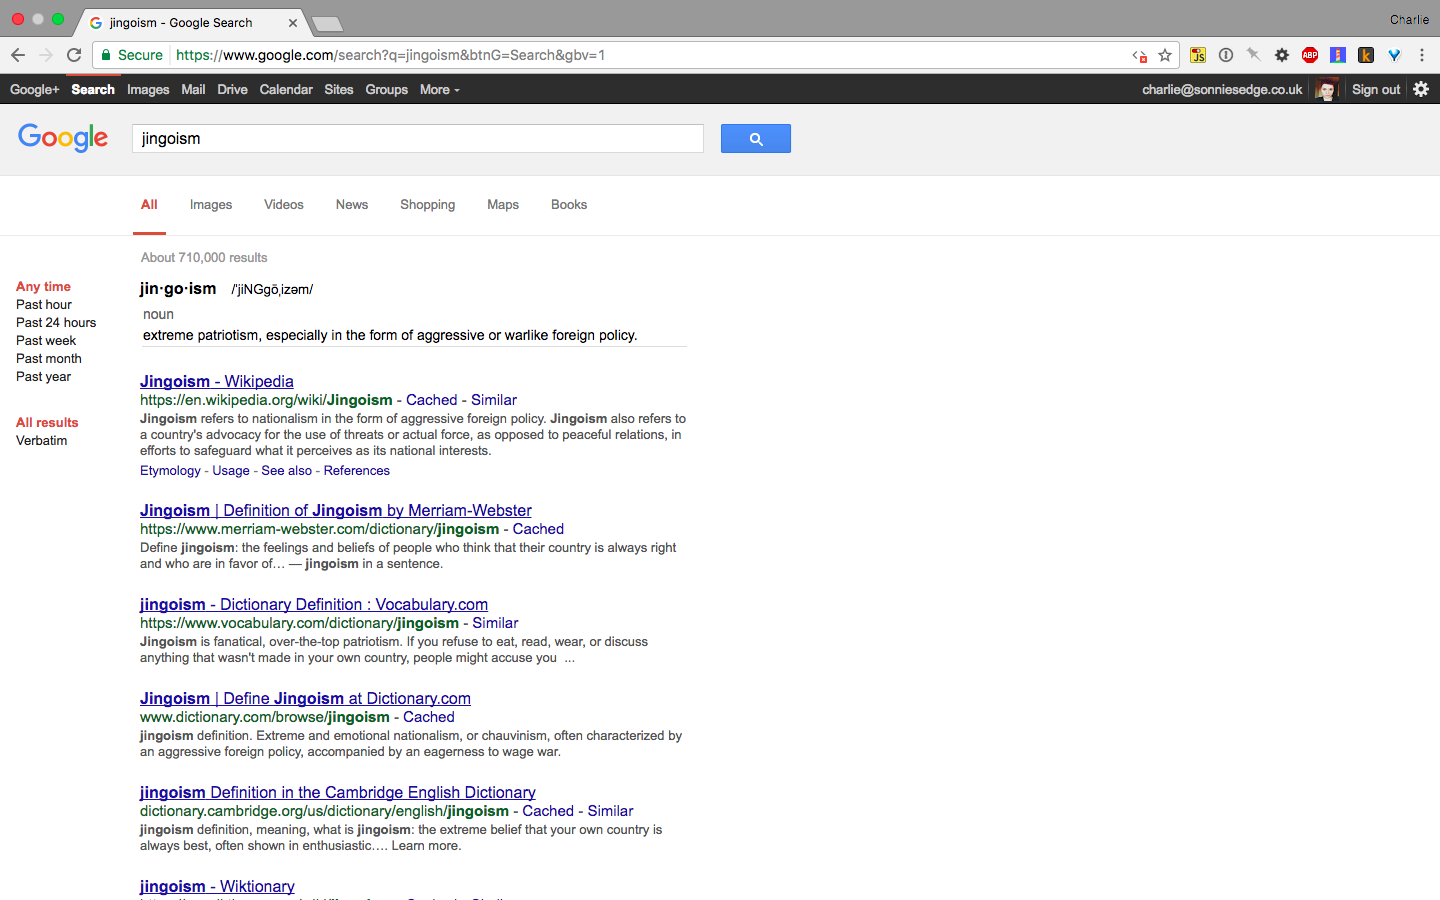 jingoism - Google Search
Charlie
Secure https://www.google.com/search?q=jingoism&btnG=Search&gbv=1
JS
ABP
k
Google+ Search Images Mail Drive Calendar Sites Groups More
charlie@sonniesedge.co.uk Sign out
Google
jingoism
All Images Videos News Shopping Maps Books
About 710,000 results
Any time
Past hour
Past 24 hours
Past week
Past month
Past year
All results
Verbatim
jin·go·ism /ˈjiNGgōˌizəm/
noun
extreme patriotism, especially in the form of aggressive or warlike foreign policy.
Jingoism - Wikipedia
https://en.wikipedia.org/wiki/Jingoism - Cached - Similar
Jingoism refers to nationalism in the form of aggressive foreign policy. Jingoism also refers to
a country's advocacy for the use of threats or actual force, as opposed to peaceful relations, in
efforts to safeguard what it perceives as its national interests.
Etymology - Usage - See also - References
Jingoism | Definition of Jingoism by Merriam-Webster
https://www.merriam-webster.com/dictionary/jingoism - Cached
Define jingoism: the feelings and beliefs of people who think that their country is always right
and who are in favor of… — jingoism in a sentence.
jingoism - Dictionary Definition : Vocabulary.com
https://www.vocabulary.com/dictionary/jingoism - Similar
Jingoism is fanatical, over-the-top patriotism. If you refuse to eat, read, wear, or discuss
anything that wasn't made in your own country, people might accuse you ...
Jingoism | Define Jingoism at Dictionary.com
www.dictionary.com/browse/jingoism - Cached
jingoism definition. Extreme and emotional nationalism, or chauvinism, often characterized by
an aggressive foreign policy, accompanied by an eagerness to wage war.
jingoism Definition in the Cambridge English Dictionary
dictionary.cambridge.org/us/dictionary/english/jingoism - Cached - Similar
jingoism definition, meaning, what is jingoism: the extreme belief that your own country is
always best, often shown in enthusiastic…. Learn more.
jingoism - Wiktionary